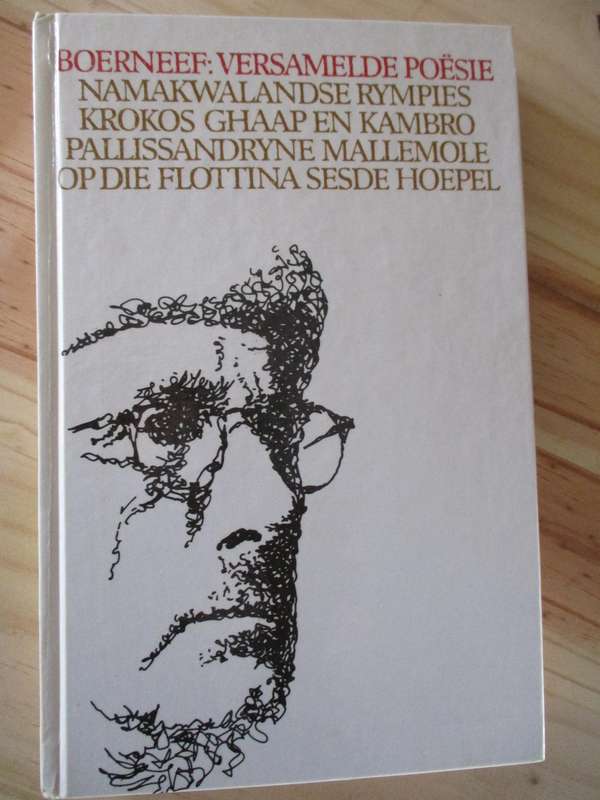 BOERNEEF: VERSAMELDE POËSIE
NAMAKWALANDSE RYMPIES
KROKOS GHAAP EN KAMBRO
PALLISSANDRYNE MALLEMOLE
OP DIE FLOTTINA SESDE HOEPEL